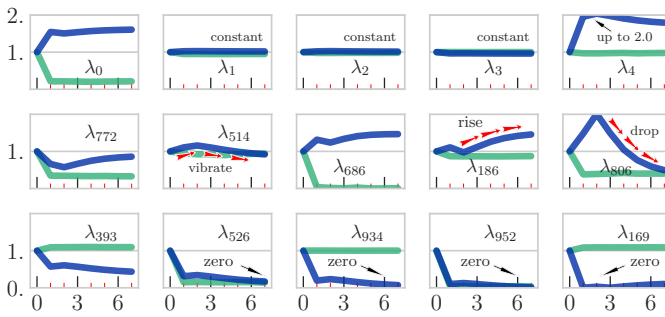 2.
constant
constant
constant
1.
up to 2.0
λ0
λ1
λ2
λ3
λ4
λ772
λ514
rise
drop
1.
vibrate
λ686
λ186
λ806
λ393
λ526
λ934
λ952
λ169
1.
zero
zero
zero
zero
0.
0 3 6
0 3 6
0 3 6
0 3 6
0 3 6